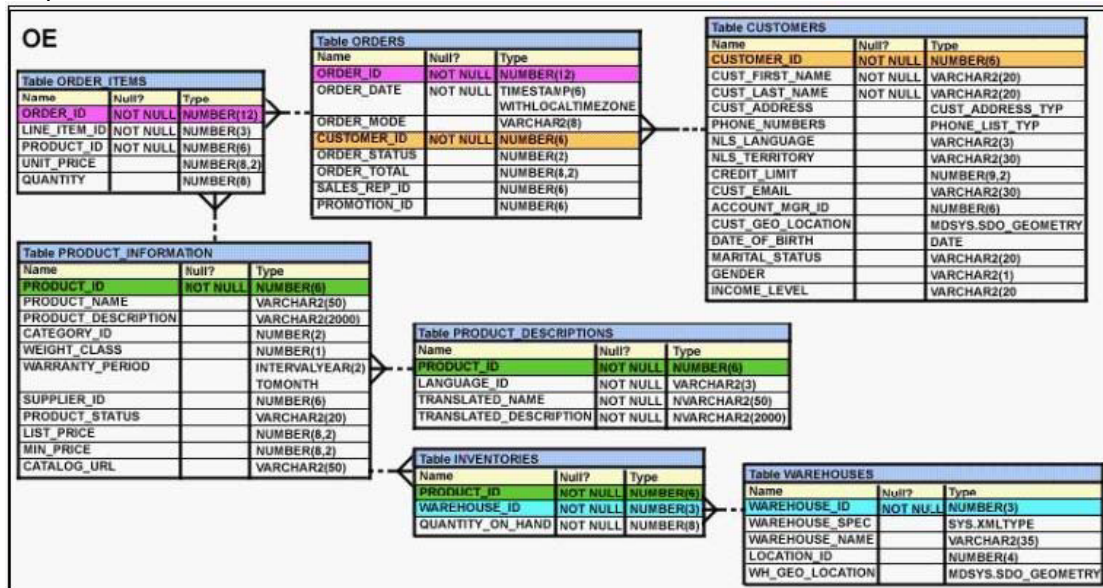 OE
Table ORDER_ITEMS
Name Null? Type
ORDER_ID NOT NULL NUMBER(12)
LINE_ITEM_ID NOT NULL NUMBER(3)
PRODUCT_ID NOT NULL NUMBER(6)
UNIT_PRICE NUMBER(8,2)
QUANTITY NUMBER(8)
Table ORDERS
Name Null? Type
ORDER_ID NOT NULL NUMBER(12)
ORDER_DATE NOT NULL TIMESTAMP(6)
WITHLOCALTIMEZONE
ORDER_MODE VARCHAR2(8)
CUSTOMER_ID NOT NULL NUMBER(6)
ORDER_STATUS NUMBER(2)
ORDER_TOTAL NUMBER(8,2)
SALES_REP_ID NUMBER(6)
PROMOTION_ID NUMBER(6)
Table CUSTOMERS
Name Null? Type
CUSTOMER_ID NOT NULL NUMBER(6)
CUST_FIRST_NAME NOT NULL VARCHAR2(20)
CUST_LAST_NAME NOT NULL VARCHAR2(20)
CUST_ADDRESS CUST_ADDRESS_TYP
PHONE_NUMBERS PHONE_LIST_TYP
NLS_LANGUAGE VARCHAR2(3)
NLS_TERRITORY VARCHAR2(30)
CREDIT_LIMIT NUMBER(9,2)
CUST_EMAIL VARCHAR2(30)
ACCOUNT_MGR_ID NUMBER(6)
CUST_GEO_LOCATION MDSYS.SDO_GEOMETRY
DATE_OF_BIRTH DATE
MARITAL_STATUS VARCHAR2(20)
GENDER VARCHAR2(1)
INCOME_LEVEL VARCHAR2(20
Table PRODUCT_INFORMATION
Name Null? Type
PRODUCT_ID NOT NULL NUMBER(6)
PRODUCT_NAME VARCHAR2(50)
PRODUCT_DESCRIPTION VARCHAR2(2000)
CATEGORY_ID NUMBER(2)
WEIGHT_CLASS NUMBER(1)
WARRANTY_PERIOD INTERVALYEAR(2)
TOMONTH
SUPPLIER_ID NUMBER(6)
PRODUCT_STATUS VARCHAR2(20)
LIST_PRICE NUMBER(8,2)
MIN_PRICE NUMBER(8,2)
CATALOG_URL VARCHAR2(50)
Table PRODUCT_DESCRIPTIONS
Name Null? Type
PRODUCT_ID NOT NULL NUMBER(6)
LANGUAGE_ID NOT NULL VARCHAR2(3)
TRANSLATED_NAME NOT NULL NVARCHAR2(50)
TRANSLATED_DESCRIPTION NOT NULL NVARCHAR2(2000)
Table INVENTORIES
Name Null? Type
PRODUCT_ID NOT NULL NUMBER(6)
WAREHOUSE_ID NOT NULL NUMBER(3)
QUANTITY_ON_HAND NOT NULL NUMBER(8)
Table WAREHOUSES
Name Null? Type
WAREHOUSE_ID NOT NULL NUMBER(3)
WAREHOUSE_SPEC SYS.XMLTYPE
WAREHOUSE_NAME VARCHAR2(35)
LOCATION_ID NUMBER(4)
WH_GEO_LOCATION MDSYS.SDO_GEOMETRY